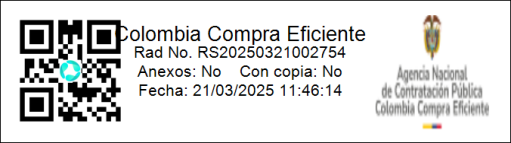 Colombia Compra Eficiente
Rad No. RS20250321002754
Anexos: No Con copia: No
Fecha: 21/03/2025 11:46:14
Agencia Nacional
de Contratación Pública
Colombia Compra Eficiente